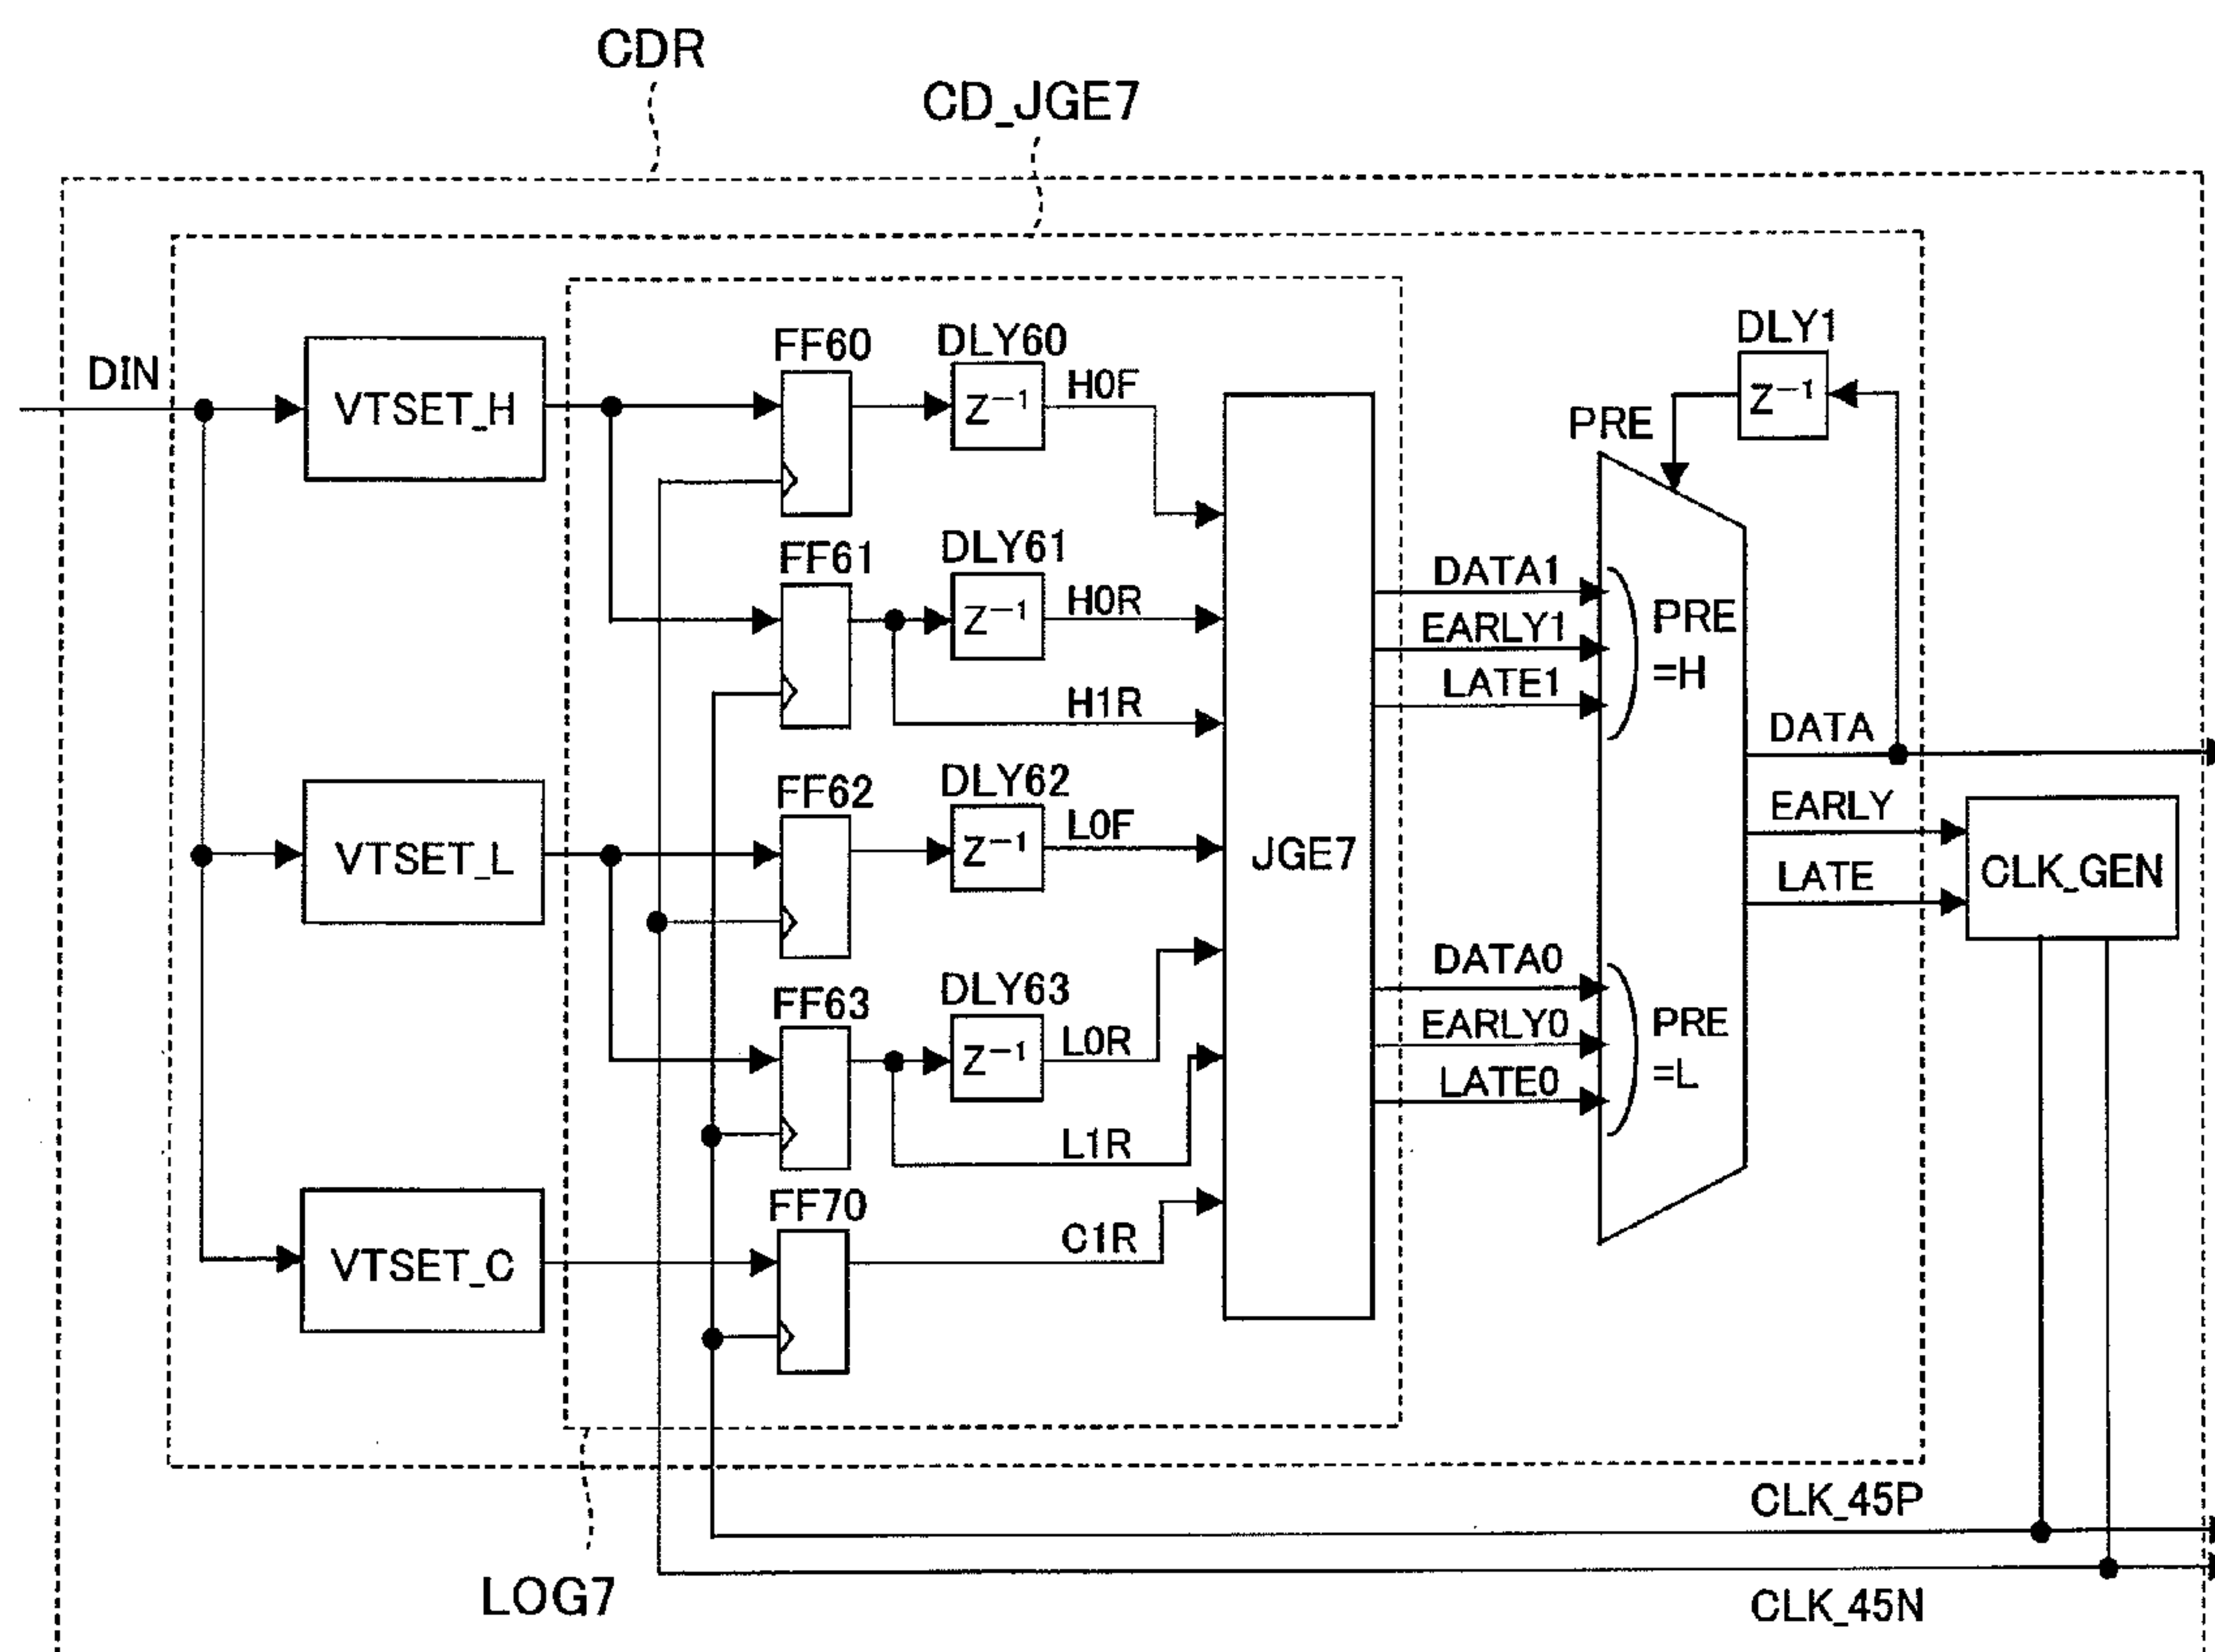 CDR
CD_JGE7
DIN
VTSET_H
VTSET_L
VTSET_C
FF60
DLY60
Z⁻¹
H0F
FF61
DLY61
Z⁻¹
H0R
H1R
FF62
DLY62
Z⁻¹
L0F
FF63
DLY63
Z⁻¹
L0R
L1R
FF70
C1R
JGE7
DATA1
EARLY1
LATE1
DATA0
EARLY0
LATE0
PRE
DLY1
Z⁻¹
PRE
=H
PRE
=L
DATA
EARLY
LATE
CLK_GEN
CLK_45P
CLK_45N
LOG7